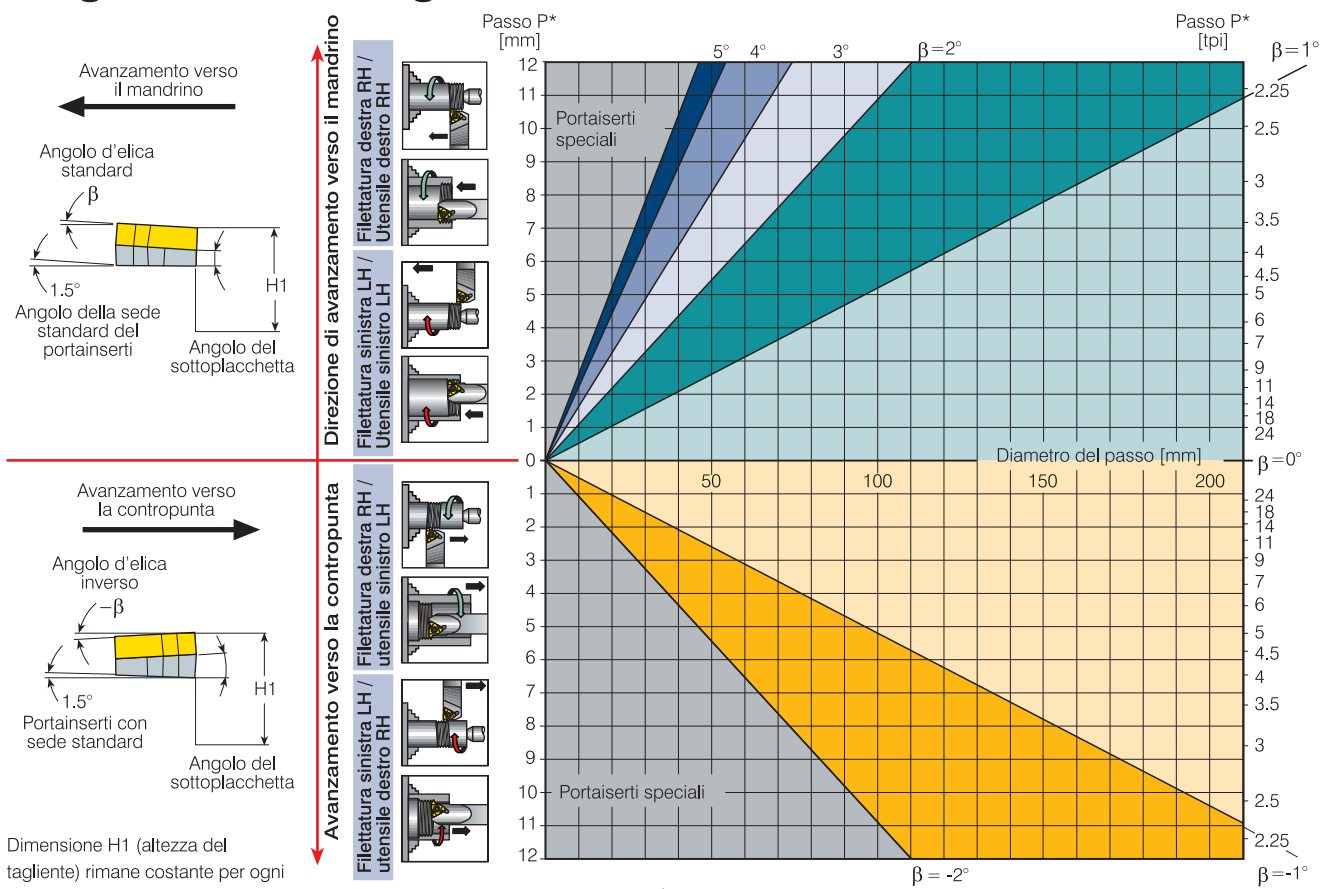 Avanzamento verso
il mandrino
Angolo d'elica
standard
β
1.5°
H1
Angolo della sede
standard del
portainserti
Angolo del
sottoplacchetta
Avanzamento verso
la contropunta
Angolo d'elica
inverso
–β
1.5°
H1
Portainserti con
sede standard
Angolo del
sottoplacchetta
Dimensione H1 (altezza del
tagliente) rimane costante per ogni
Direzione di avanzamento verso il mandrino
Avanzamento verso la contropunta
Filettatura destra RH /
Utensile destro RH
Filettatura sinistra LH /
Utensile sinistro LH
Filettatura destra RH /
utensile sinistro LH
Filettatura sinistra LH /
utensile destro RH
Passo P*
[mm]
5°
4°
3°
β=2°
Passo P*
[tpi]
β=1°
12
11
10
9
8
7
6
5
4
3
2
1
0
1
2
3
4
5
6
7
8
9
10
11
12
Portaiserti
speciali
Diametro del passo [mm]
50
100
150
200
Portaiserti speciali
2.25
2.5
3
3.5
4
4.5
5
6
7
9
11
14
18
24
β=0°
24
18
14
11
9
7
6
5
4.5
4
3.5
3
2.5
2.25
β = -2°
β=-1°